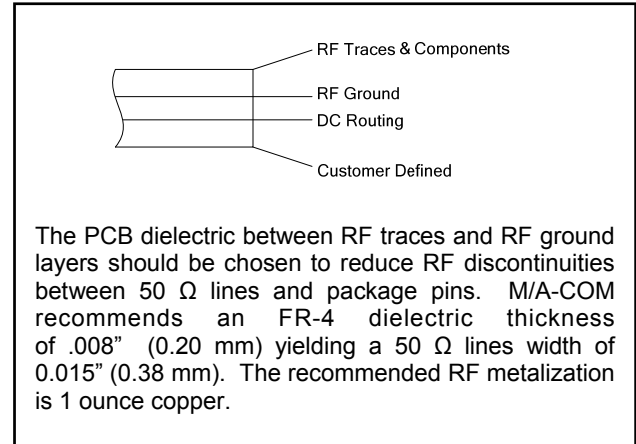 RF Traces & Components
RF Ground
DC Routing
Customer Defined
The PCB dielectric between RF traces and RF ground
layers should be chosen to reduce RF discontinuities
between 50 Ω lines and package pins. M/A-COM
recommends an FR-4 dielectric thickness
of .008” (0.20 mm) yielding a 50 Ω lines width of
0.015” (0.38 mm). The recommended RF metalization
is 1 ounce copper.